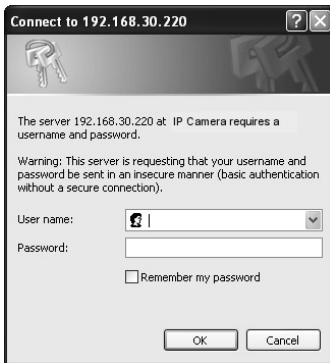 Connect to 192.168.30.220
The server 192.168.30.220 at IP Camera requires a
username and password.
Warning: This server is requesting that your username and
password be sent in an insecure manner (basic authentication
without a secure connection).
User name:
Password:
Remember my password
OK Cancel